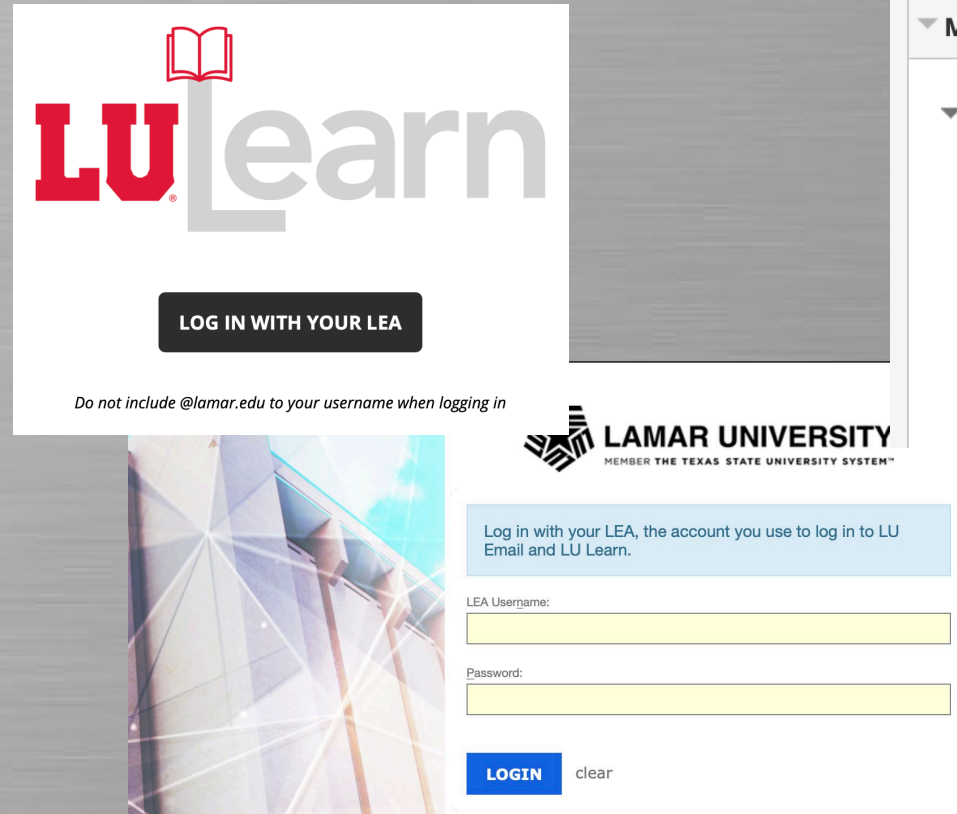 LU Learn
®
LOG IN WITH YOUR LEA
Do not include @lamar.edu to your username when logging in
M
LAMAR UNIVERSITY
MEMBER THE TEXAS STATE UNIVERSITY SYSTEM™
Log in with your LEA, the account you use to log in to LU
Email and LU Learn.
LEA Username:
Password:
LOGIN clear